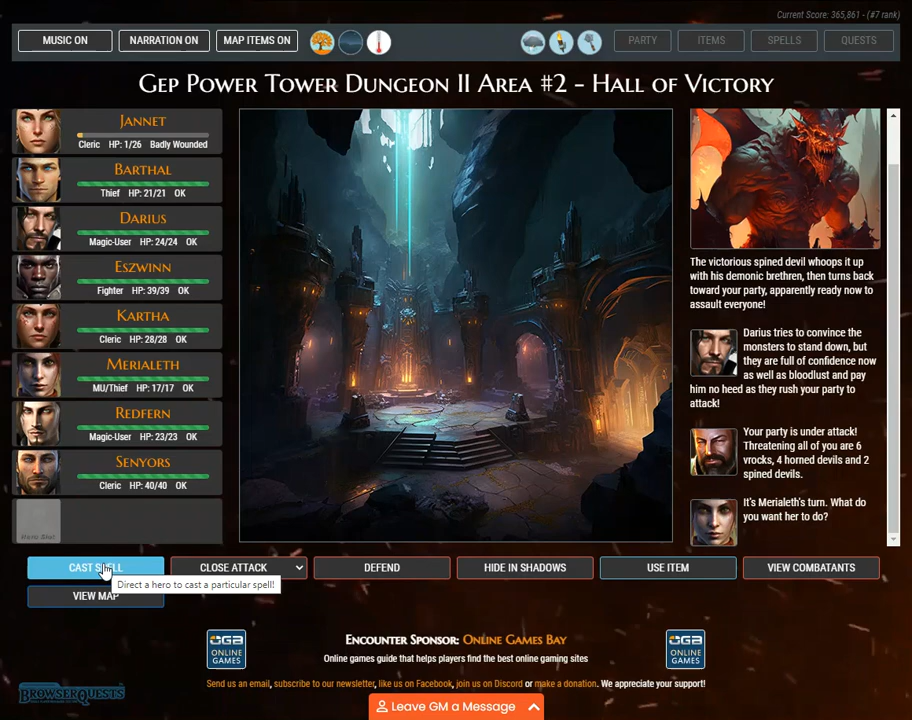 Current Score: 365,861 - (#7 rank)
MUSIC ON
NARRATION ON
MAP ITEMS ON
PARTY
ITEMS
SPELLS
QUESTS
Gep Power Tower Dungeon II Area #2 - Hall of Victory
Jannet
Cleric HP: 1/26 Badly Wounded
Barthal
Thief HP: 21/21 OK
Darius
Magic-User HP: 24/24 OK
Eszwinn
Fighter HP: 39/39 OK
Kartha
Cleric HP: 28/28 OK
Merialeth
MU/Thief HP: 17/17 OK
Redfern
Magic-User HP: 23/23 OK
Senyors
Cleric HP: 40/40 OK
Hero Slot
The victorious spined devil whoops it up
with his demonic brethren, then turns back
toward your party, apparently ready now to
assault everyone!
Darius tries to convince the
monsters to stand down, but
they are full of confidence now
as well as bloodlust and pay
him no heed as they rush your party to
attack!
Your party is under attack!
Threatening all of you are 6
vrocks, 4 horned devils and 2
spined devils.
It's Merialeth's turn. What do
you want her to do?
CAST SPELL
CLOSE ATTACK
DEFEND
HIDE IN SHADOWS
USE ITEM
VIEW COMBATANTS
Direct a hero to cast a particular spell!
VIEW MAP
OGA
ONLINE
GAMES
Encounter Sponsor: Online Games Bay
Online games guide that helps players find the best online gaming sites
OGA
ONLINE
GAMES
Send us an email, subscribe to our newsletter, like us on Facebook, join us on Discord or make a donation. We appreciate your support!
BrowserQuests
Leave GM a Message